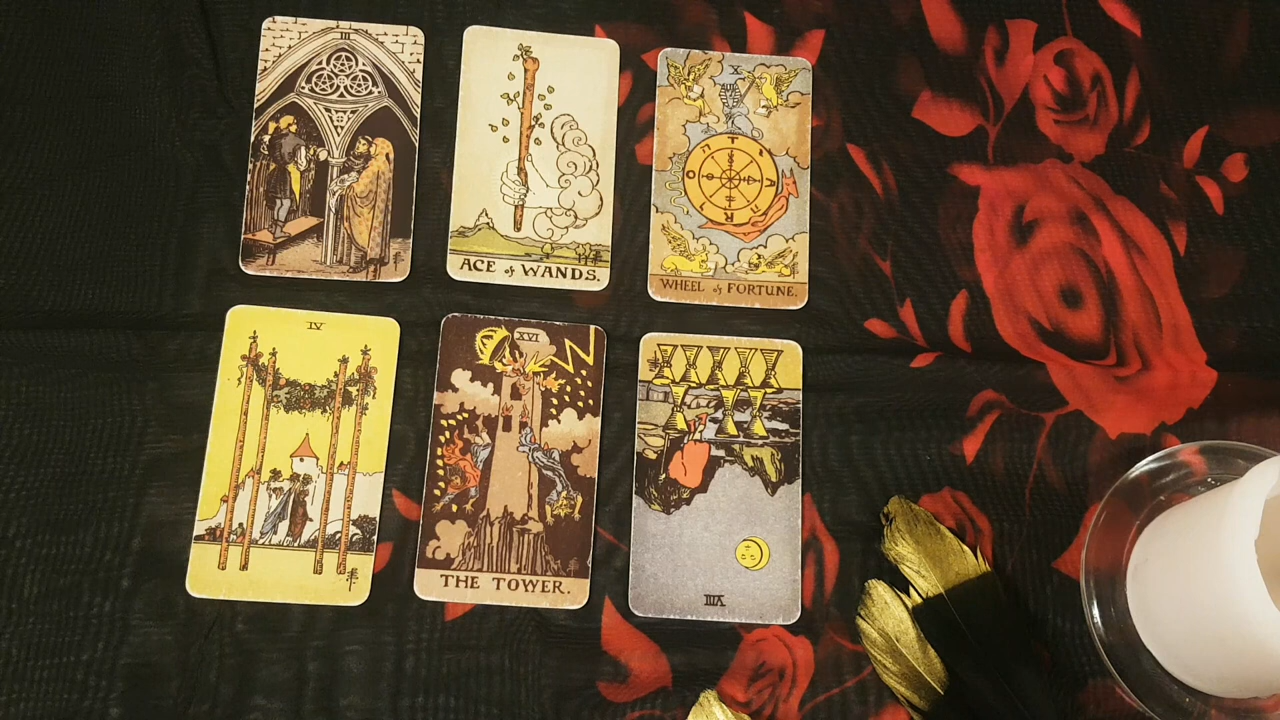 III
ACE of WANDS.
X
WHEEL of FORTUNE.
IV
XVI
THE TOWER.
VIII